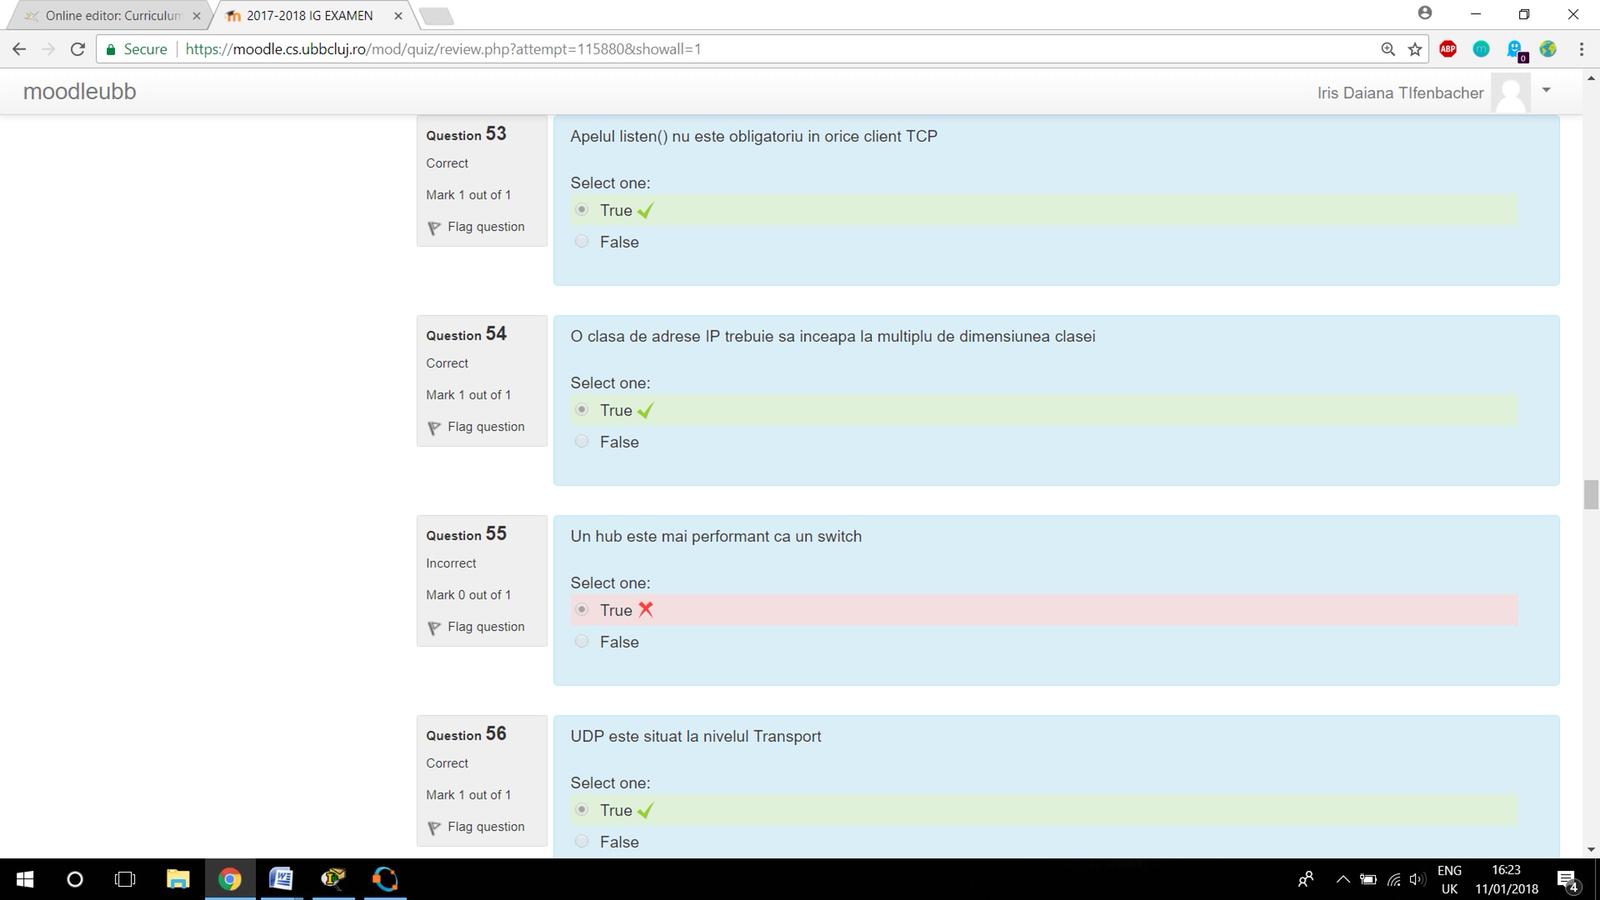 Online editor: Curriculun
2017-2018 IG EXAMEN
Secure
https://moodle.cs.ubbcluj.ro/mod/quiz/review.php?attempt=115880&showall=1
ABP
m
0
moodleubb
Iris Daiana TIfenbacher
Question 53
Correct
Mark 1 out of 1
Flag question
Apelul listen() nu este obligatoriu in orice client TCP
Select one:
True
False
Question 54
Correct
Mark 1 out of 1
Flag question
O clasa de adrese IP trebuie sa inceapa la multiplu de dimensiunea clasei
Select one:
True
False
Question 55
Incorrect
Mark 0 out of 1
Flag question
Un hub este mai performant ca un switch
Select one:
True
False
Question 56
Correct
Mark 1 out of 1
Flag question
UDP este situat la nivelul Transport
Select one:
True
False
ENG
UK
16:23
11/01/2018
4